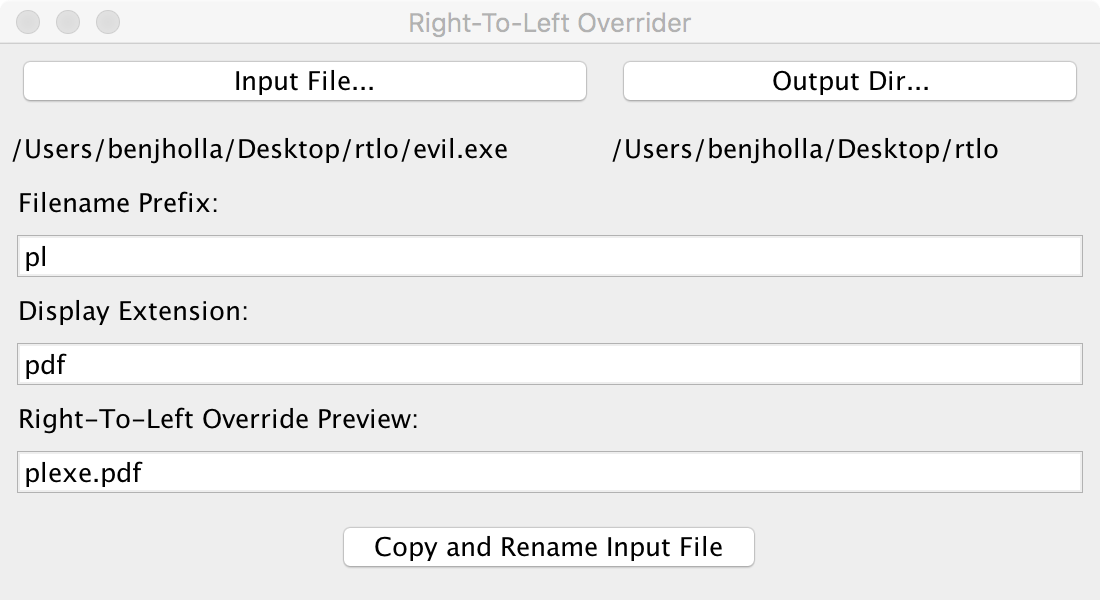 Right-To-Left Overrider
Input File... Output Dir...
/Users/benjholla/Desktop/rtlo/evil.exe /Users/benjholla/Desktop/rtlo
Filename Prefix:
pl
Display Extension:
pdf
Right-To-Left Override Preview:
plexe.pdf
Copy and Rename Input File